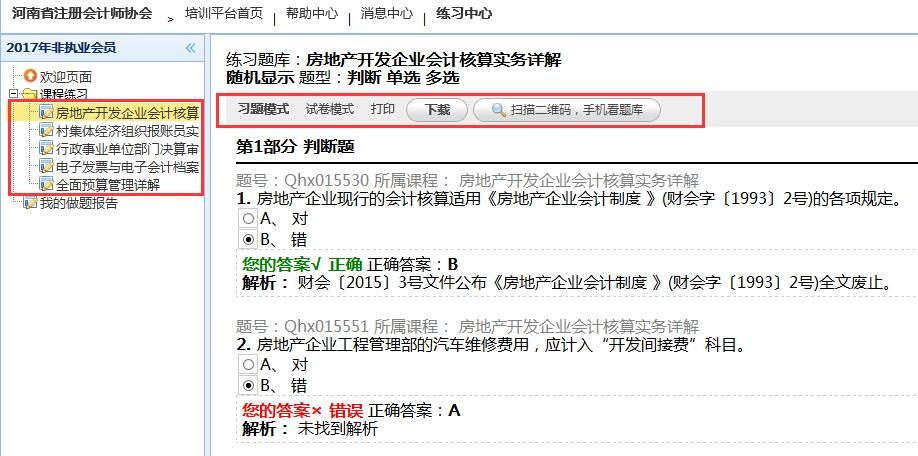 河南省注册会计师协会 > 培训平台首页 | 帮助中心 | 消息中心 | 练习中心
2017年非执业会员 «
欢迎页面
课程练习
房地产开发企业会计核算
村集体经济组织报账员实
行政事业单位部门决算审
电子发票与电子会计档案
全面预算管理详解
我的做题报告
练习题库：房地产开发企业会计核算实务详解
随机显示 题型：判断 单选 多选
习题模式 试卷模式 打印 下载 扫描二维码，手机看题库
第1部分 判断题
题号：Qhx015530 所属课程： 房地产开发企业会计核算实务详解
1. 房地产企业现行的会计核算适用《房地产企业会计制度 》(财会字〔1993〕2号)的各项规定。
A、 对
B、 错
您的答案√ 正确 正确答案：B
解析： 财会〔2015〕3号文件公布《房地产企业会计制度 》(财会字〔1993〕2号)全文废止。
题号：Qhx015551 所属课程： 房地产开发企业会计核算实务详解
2. 房地产企业工程管理部的汽车维修费用，应计入“开发间接费”科目。
A、 对
B、 错
您的答案× 错误 正确答案：A
解析： 未找到解析